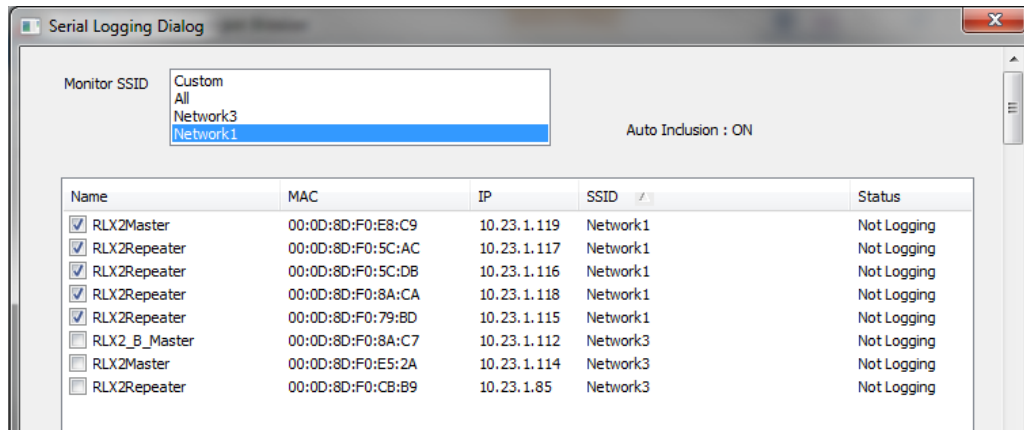 Serial Logging Dialog
Monitor SSID
Custom
All
Network3
Network1
Auto Inclusion : ON
Name MAC IP SSID Status
RLX2Master 00:0D:8D:F0:E8:C9 10.23.1.119 Network1 Not Logging
RLX2Repeater 00:0D:8D:F0:5C:AC 10.23.1.117 Network1 Not Logging
RLX2Repeater 00:0D:8D:F0:5C:DB 10.23.1.116 Network1 Not Logging
RLX2Repeater 00:0D:8D:F0:8A:CA 10.23.1.118 Network1 Not Logging
RLX2Repeater 00:0D:8D:F0:79:BD 10.23.1.115 Network1 Not Logging
RLX2_B_Master 00:0D:8D:F0:8A:C7 10.23.1.112 Network3 Not Logging
RLX2Master 00:0D:8D:F0:E5:2A 10.23.1.114 Network3 Not Logging
RLX2Repeater 00:0D:8D:F0:CB:B9 10.23.1.85 Network3 Not Logging